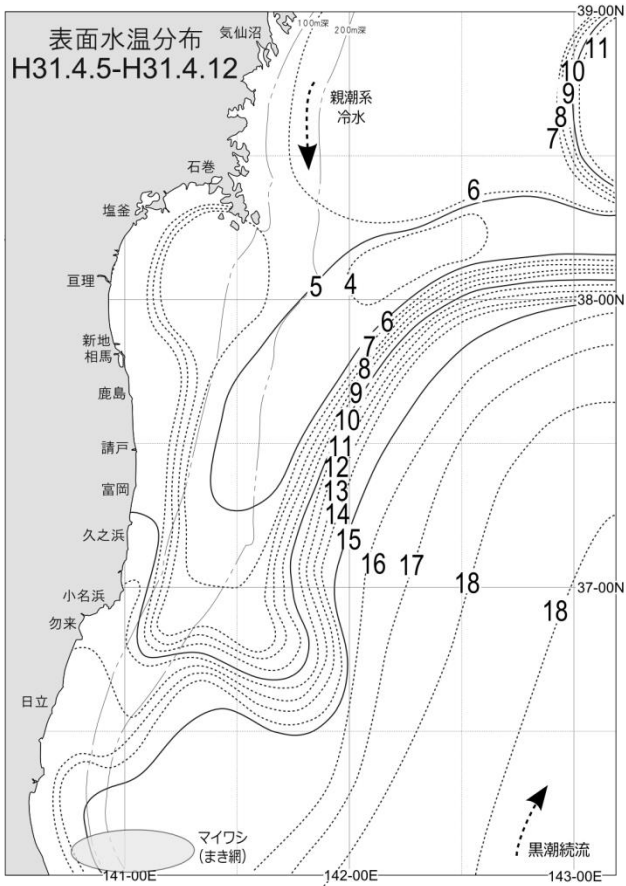 39-00N
表面水温分布
H31.4.5-H31.4.12
気仙沼
100m深
200m深
11
10
9
8
7
親潮系
冷水
石巻
6
塩釜
亘理
5
4
38-00N
6
新地
相馬
7
8
鹿島
9
10
請戸
11
12
富岡
13
14
久之浜
15
16
17
18
18
37-00N
小名浜
勿来
日立
マイワシ
(まき網)
黒潮続流
141-00E
142-00E
143-00E